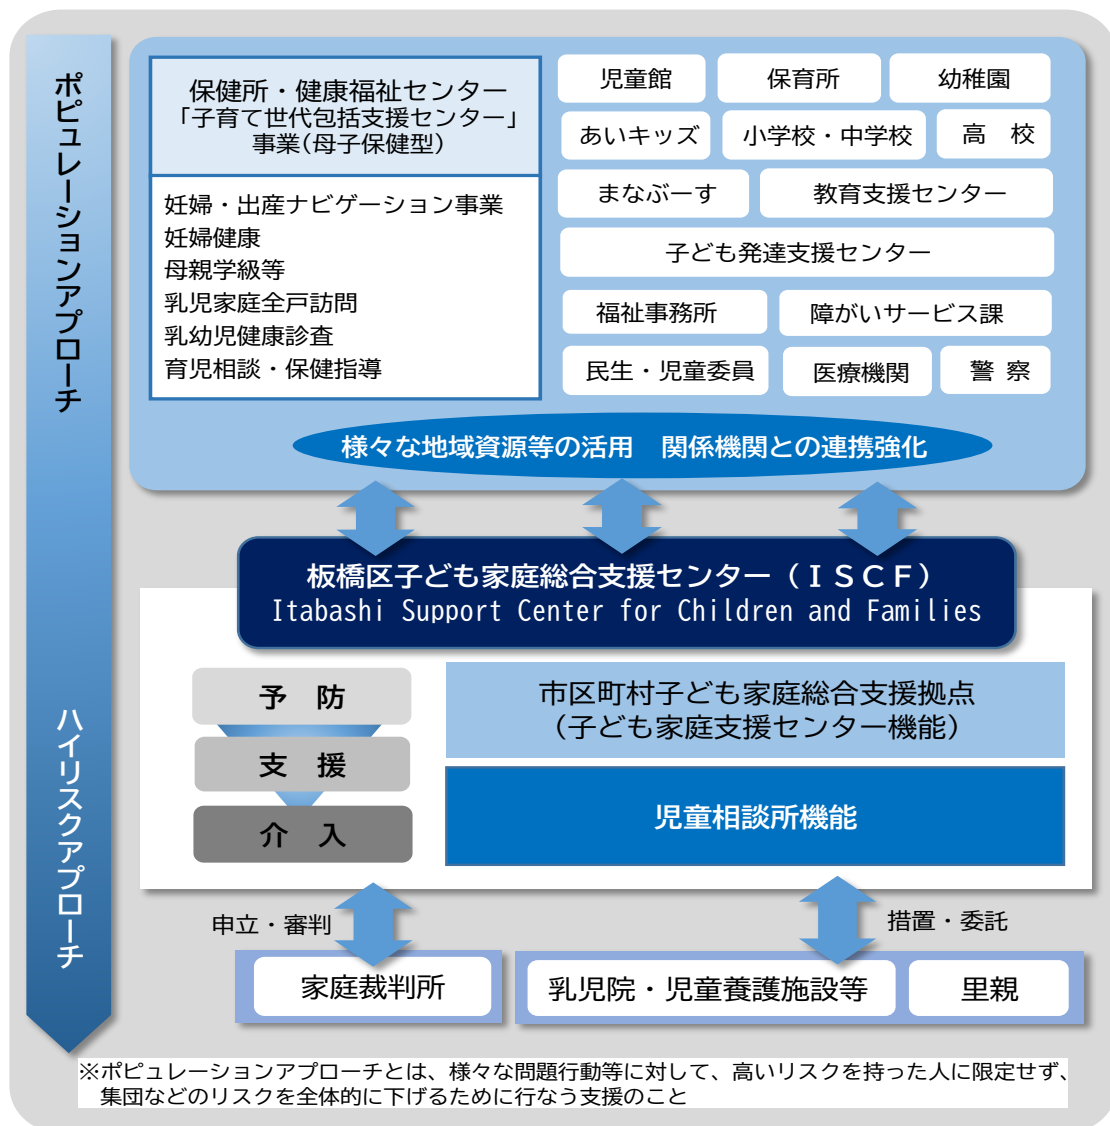 ポピュレーションアプローチ
ハイリスクアプローチ
保健所・健康福祉センター
「子育て世代包括支援センター」
事業(母子保健型)
妊婦・出産ナビゲーション事業
妊婦健康
母親学級等
乳児家庭全戸訪問
乳幼児健康診査
育児相談・保健指導
児童館
保育所
幼稚園
あいキッズ
小学校・中学校
高　校
まなぶーす
教育支援センター
子ども発達支援センター
福祉事務所
障がいサービス課
民生・児童委員
医療機関
警 察
様々な地域資源等の活用　関係機関との連携強化
板橋区子ども家庭総合支援センター（ＩＳＣＦ）
Itabashi Support Center for Children and Families
予　防
支　援
介　入
市区町村子ども家庭総合支援拠点
（子ども家庭支援センター機能）
児童相談所機能
申立・審判
措置・委託
家庭裁判所
乳児院・児童養護施設等
里親
※ポピュレーションアプローチとは、様々な問題行動等に対して、高いリスクを持った人に限定せず、
集団などのリスクを全体的に下げるために行なう支援のこと